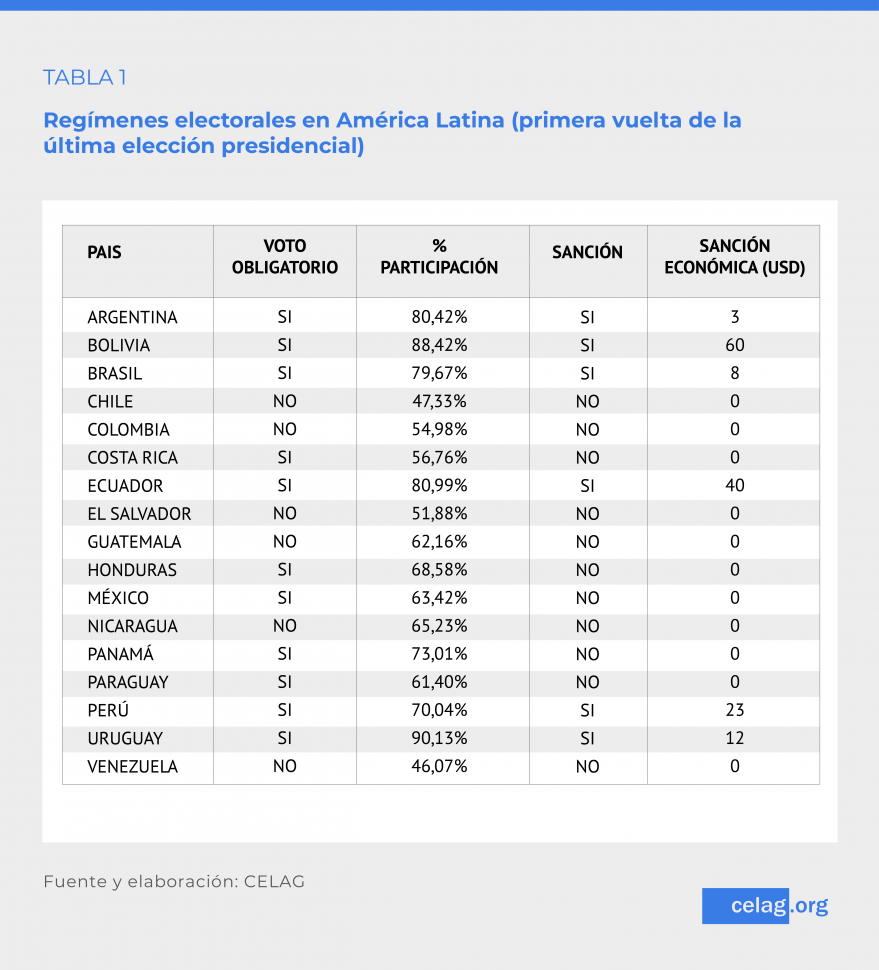 TABLA 1
Regímenes electorales en América Latina (primera vuelta de la
última elección presidencial)
PAIS VOTO OBLIGATORIO % PARTICIPACIÓN SANCIÓN SANCIÓN ECONÓMICA (USD)
ARGENTINA SI 80,42% SI 3
BOLIVIA SI 88,42% SI 60
BRASIL SI 79,67% SI 8
CHILE NO 47,33% NO 0
COLOMBIA NO 54,98% NO 0
COSTA RICA SI 56,76% NO 0
ECUADOR SI 80,99% SI 40
EL SALVADOR NO 51,88% NO 0
GUATEMALA NO 62,16% NO 0
HONDURAS SI 68,58% NO 0
MÉXICO SI 63,42% NO 0
NICARAGUA NO 65,23% NO 0
PANAMÁ SI 73,01% NO 0
PARAGUAY SI 61,40% NO 0
PERÚ SI 70,04% SI 23
URUGUAY SI 90,13% SI 12
VENEZUELA NO 46,07% NO 0
Fuente y elaboración: CELAG
celag.org